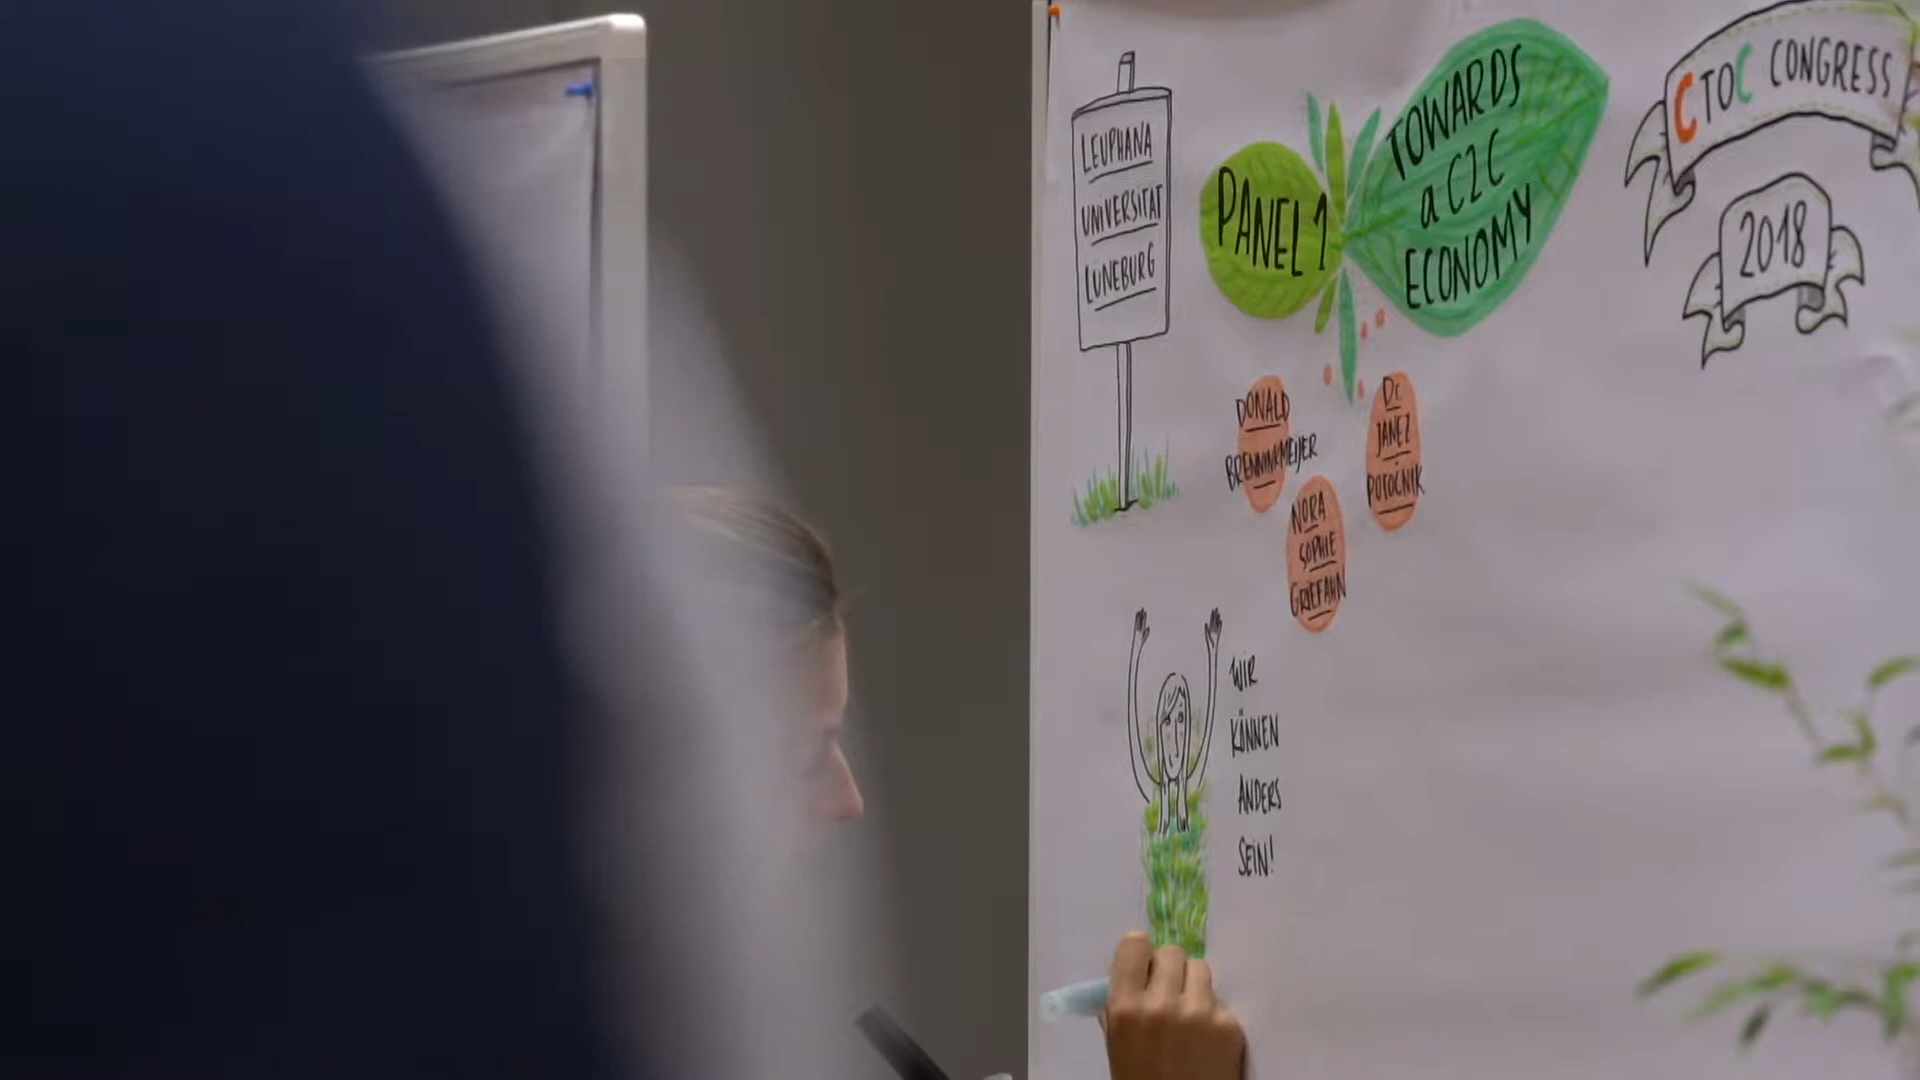 LEUPHANA
UNIVERSITÄT
LÜNEBURG
PANEL 1
TOWARDS
a C2C
ECONOMY
C TO C CONGRESS
2018
DONALD
BRENNINKMEIJER
Dr.
JANEZ
POTOČNIK
NORA
SOPHIE
GRIEFAHN
WIR
KÖNNEN
ANDERS
SEIN!